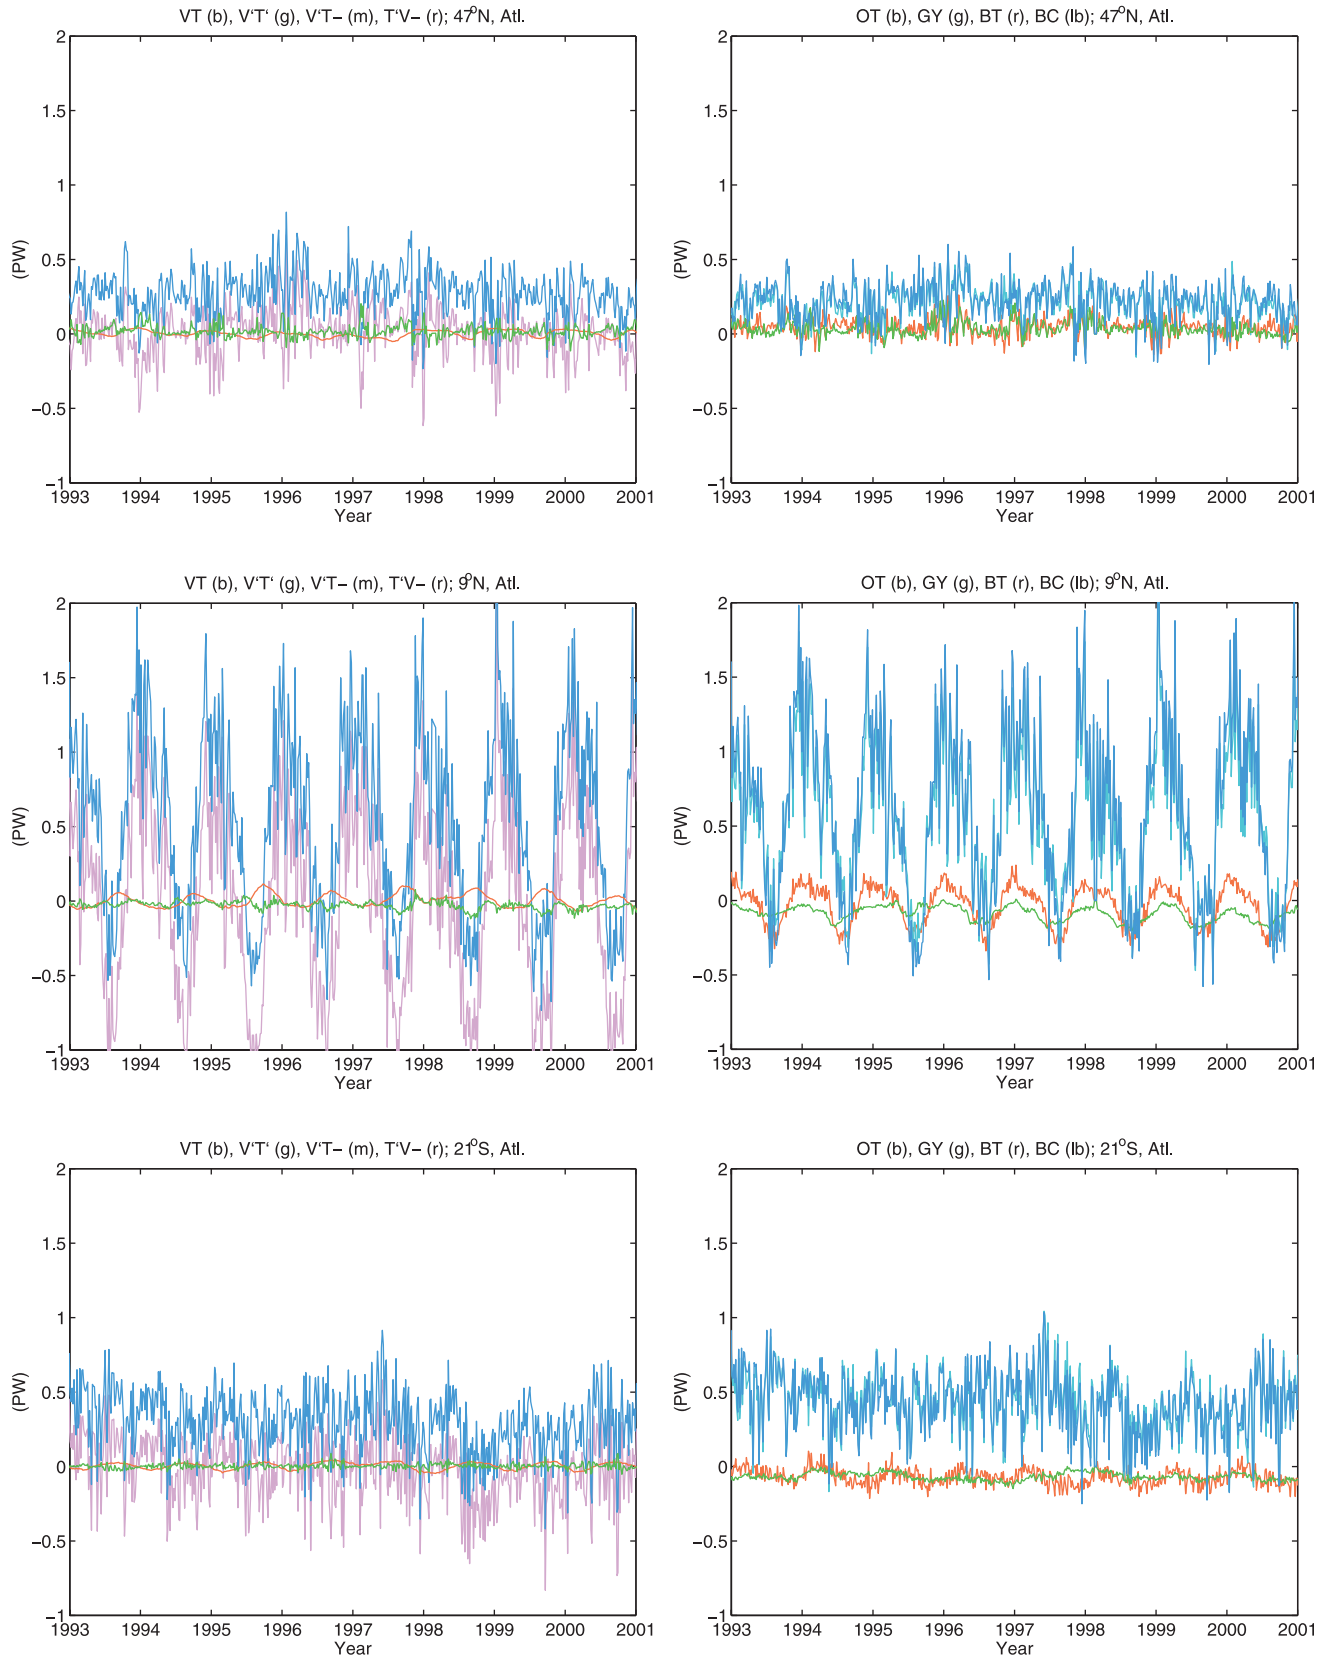 VT (b), V‘T‘ (g), V‘T− (m), T‘V− (r); 47°N, Atl.
2
1.5
1
0.5
0
−0.5
−1
(PW)
1993 1994 1995 1996 1997 1998 1999 2000 2001
Year
OT (b), GY (g), BT (r), BC (lb); 47°N, Atl.
2
1.5
1
0.5
0
−0.5
−1
(PW)
1993 1994 1995 1996 1997 1998 1999 2000 2001
Year
VT (b), V‘T‘ (g), V‘T− (m), T‘V− (r); 9°N, Atl.
2
1.5
1
0.5
0
−0.5
−1
(PW)
1993 1994 1995 1996 1997 1998 1999 2000 2001
Year
OT (b), GY (g), BT (r), BC (lb); 9°N, Atl.
2
1.5
1
0.5
0
−0.5
−1
(PW)
1993 1994 1995 1996 1997 1998 1999 2000 2001
Year
VT (b), V‘T‘ (g), V‘T− (m), T‘V− (r); 21°S, Atl.
2
1.5
1
0.5
0
−0.5
−1
(PW)
1993 1994 1995 1996 1997 1998 1999 2000 2001
Year
OT (b), GY (g), BT (r), BC (lb); 21°S, Atl.
2
1.5
1
0.5
0
−0.5
−1
(PW)
1993 1994 1995 1996 1997 1998 1999 2000 2001
Year